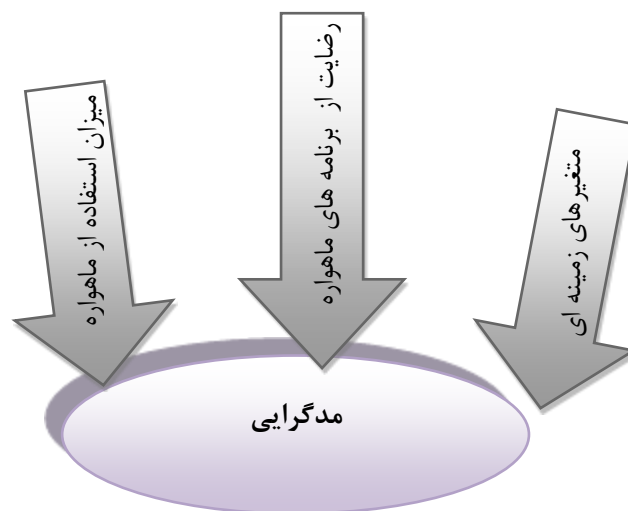 متغیرهای زمینه ای
رضایت از برنامه های ماهواره
میزان استفاده از ماهواره
مدگرایی